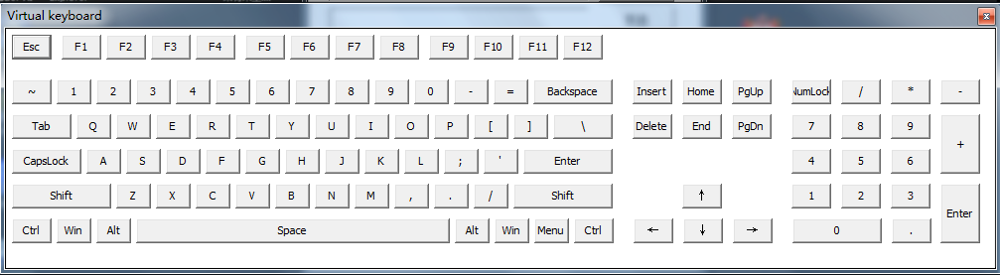 Virtual keyboard
Esc F1 F2 F3 F4 F5 F6 F7 F8 F9 F10 F11 F12
~ 1 2 3 4 5 6 7 8 9 0 - = Backspace Insert Home PgUp NumLock / * -
Tab Q W E R T Y U I O P [ ] \ Delete End PgDn 7 8 9 +
CapsLock A S D F G H J K L ; ' Enter 4 5 6
Shift Z X C V B N M , . / Shift ↑ 1 2 3 Enter
Ctrl Win Alt Space Alt Win Menu Ctrl ← ↓ → 0 .